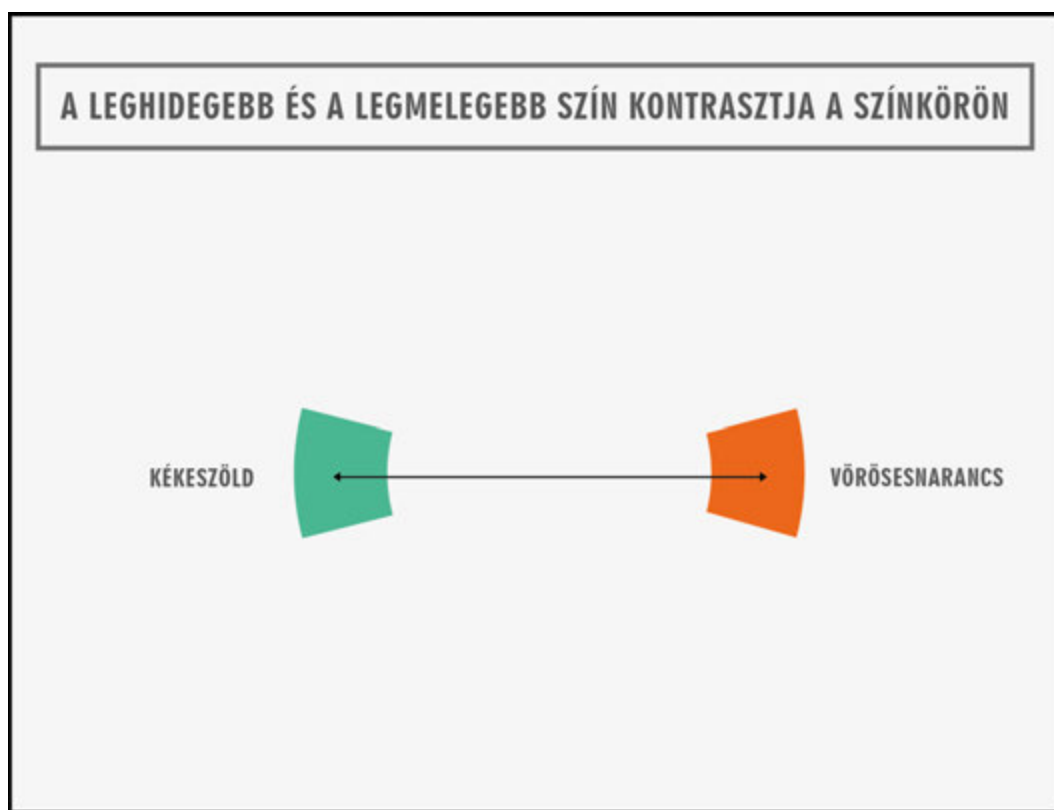 A LEGHIDEGEBB ÉS A LEGMELEGEBB SZÍN KONTRASZTJA A SZÍNKÖRÖN
KÉKESZÖLD
VÖRÖSESNARANCS